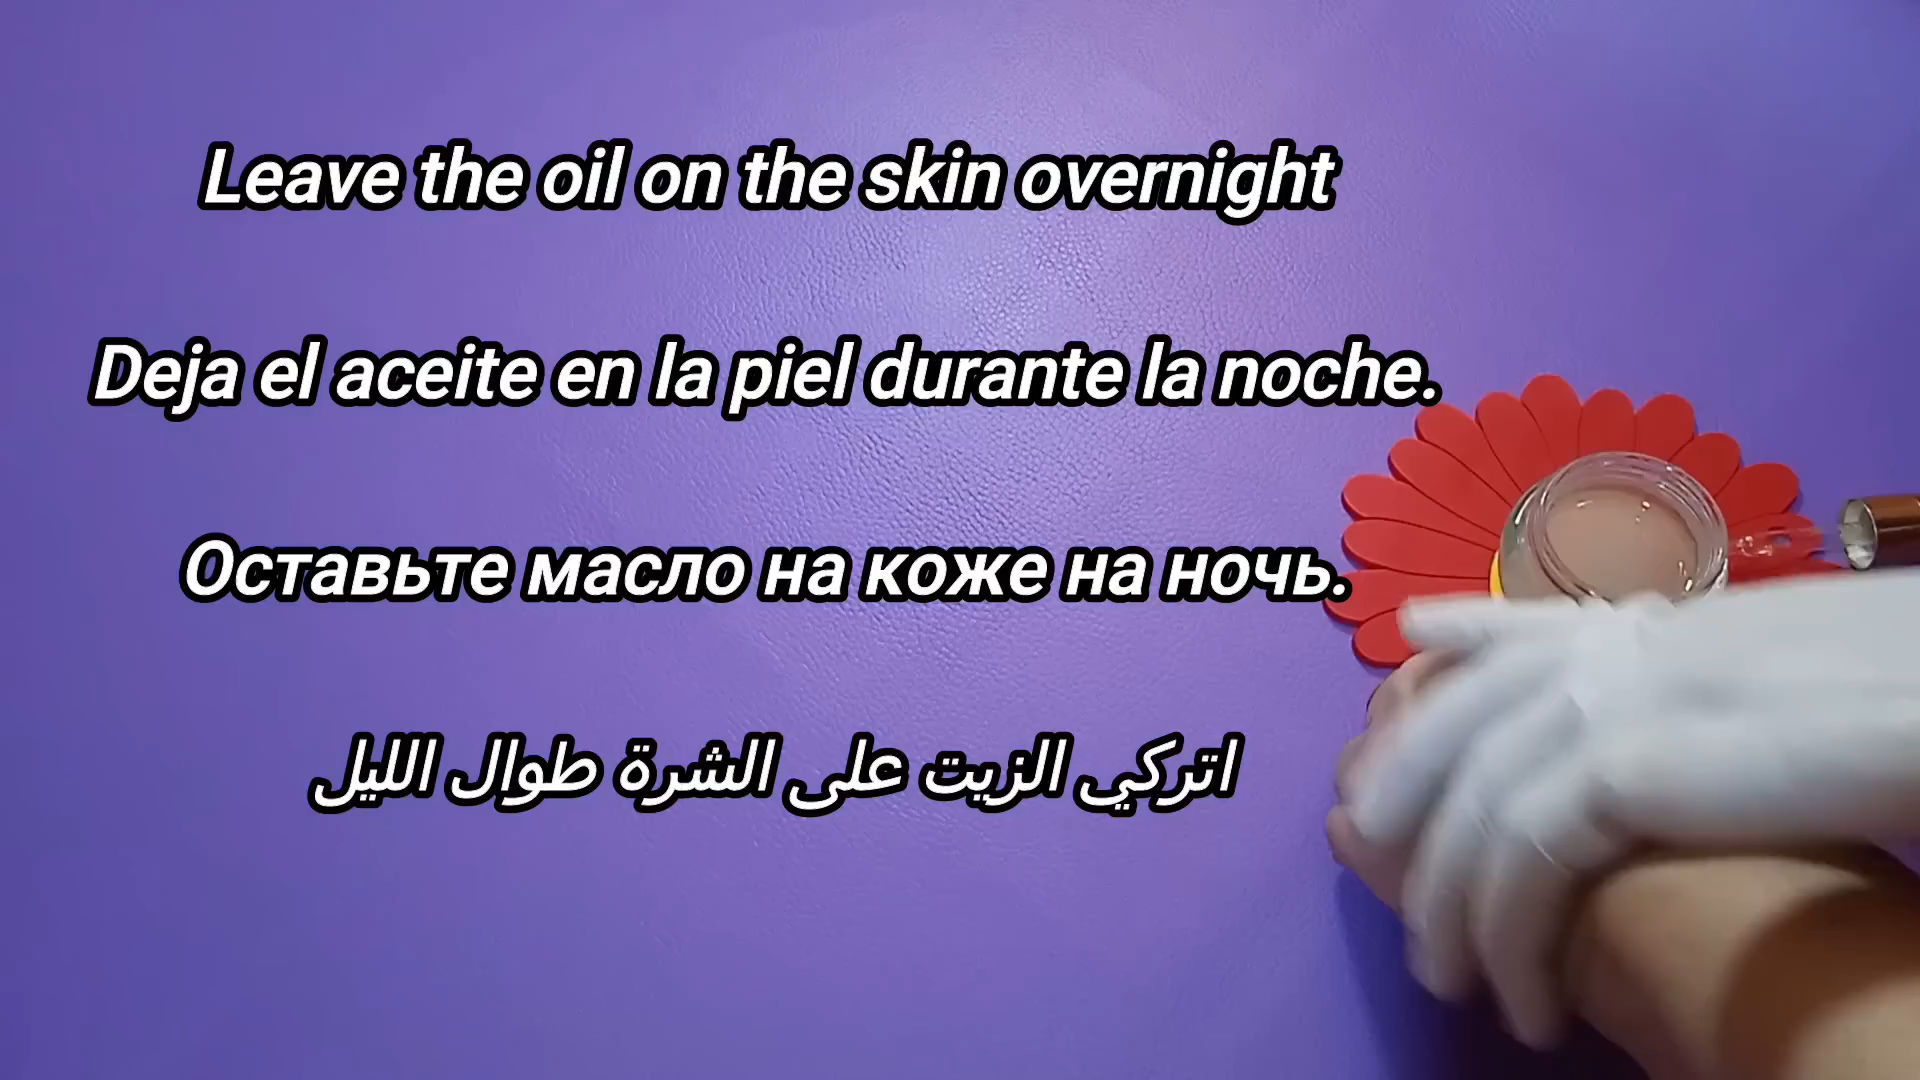 Leave the oil on the skin overnight
Deja el aceite en la piel durante la noche.
Оставьте масло на коже на ночь.
اتركي الزيت على الشرة طوال الليل